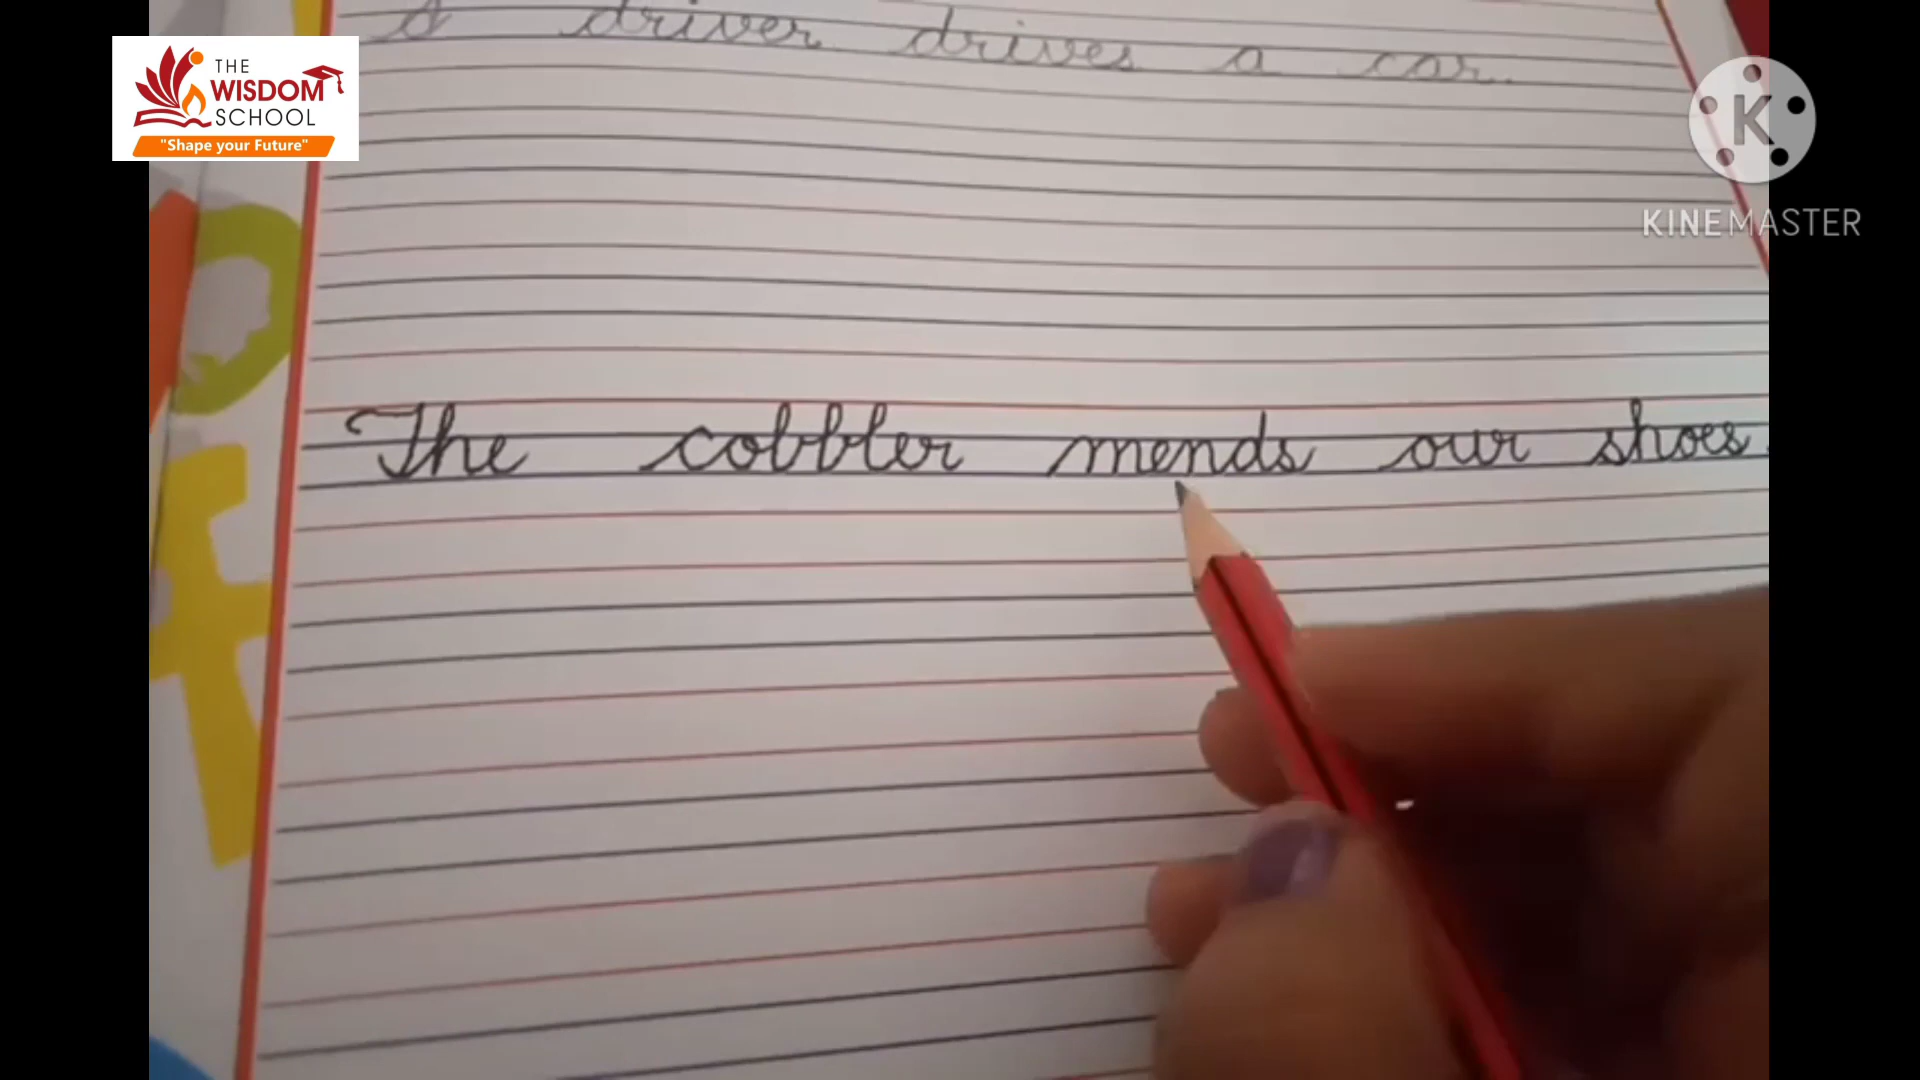 A driver drives a car.
THE
WISDOM
SCHOOL
"Shape your Future"
K
KINEMASTER
The cobbler mends our shoes.